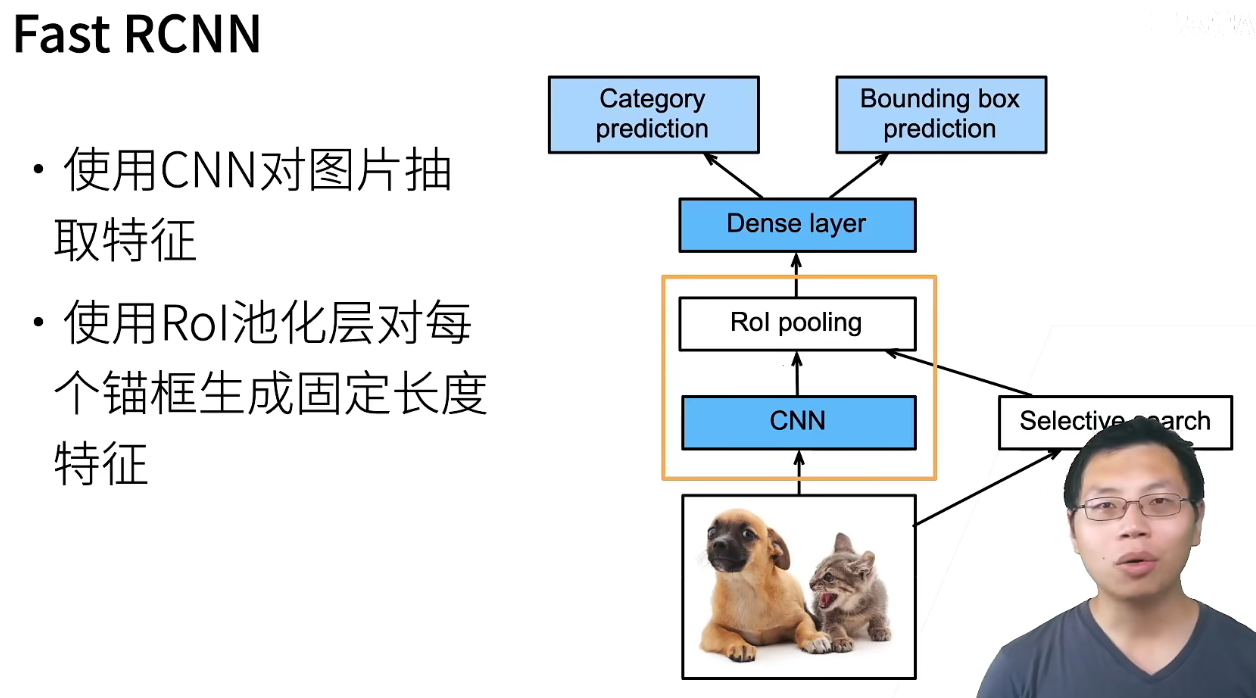 Fast RCNN
• 使用CNN对图片抽
取特征
• 使用RoI池化层对每
个锚框生成固定长度
特征
Category
prediction
Bounding box
prediction
Dense layer
RoI pooling
CNN
Selective search